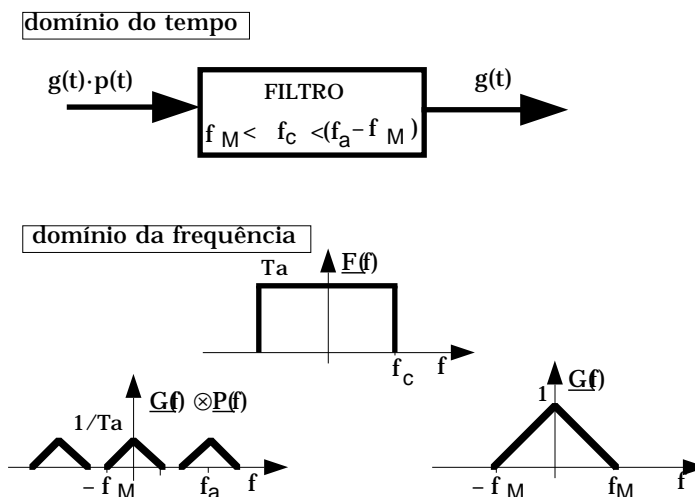 domínio do tempo
g(t)·p(t)
FILTRO
g(t)
f M < f c <(f a – f M )
domínio da frequência
Ta
F(f)
f c
f
G(f) ⊗ P(f)
1/Ta
– f M
f a
f
1
G(f)
– f M
f M
f